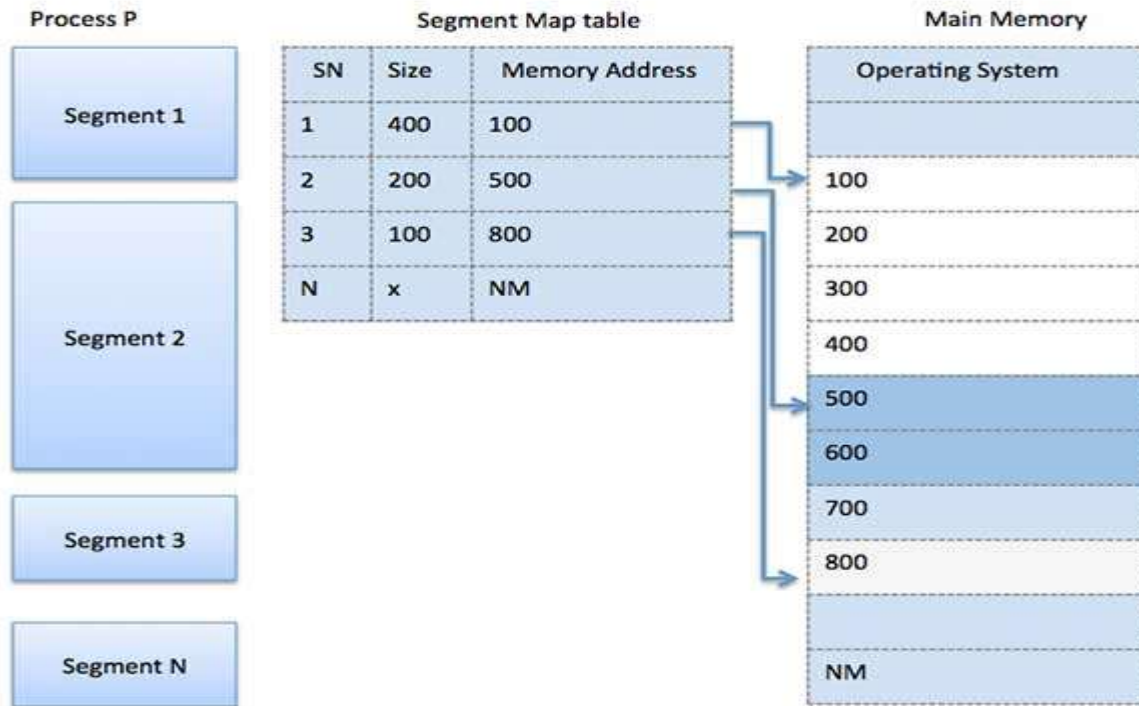 Process P
Segment 1
Segment 2
Segment 3
Segment N
Segment Map table
SN Size Memory Address
1 400 100
2 200 500
3 100 800
N x NM
Main Memory
Operating System
100
200
300
400
500
600
700
800
NM